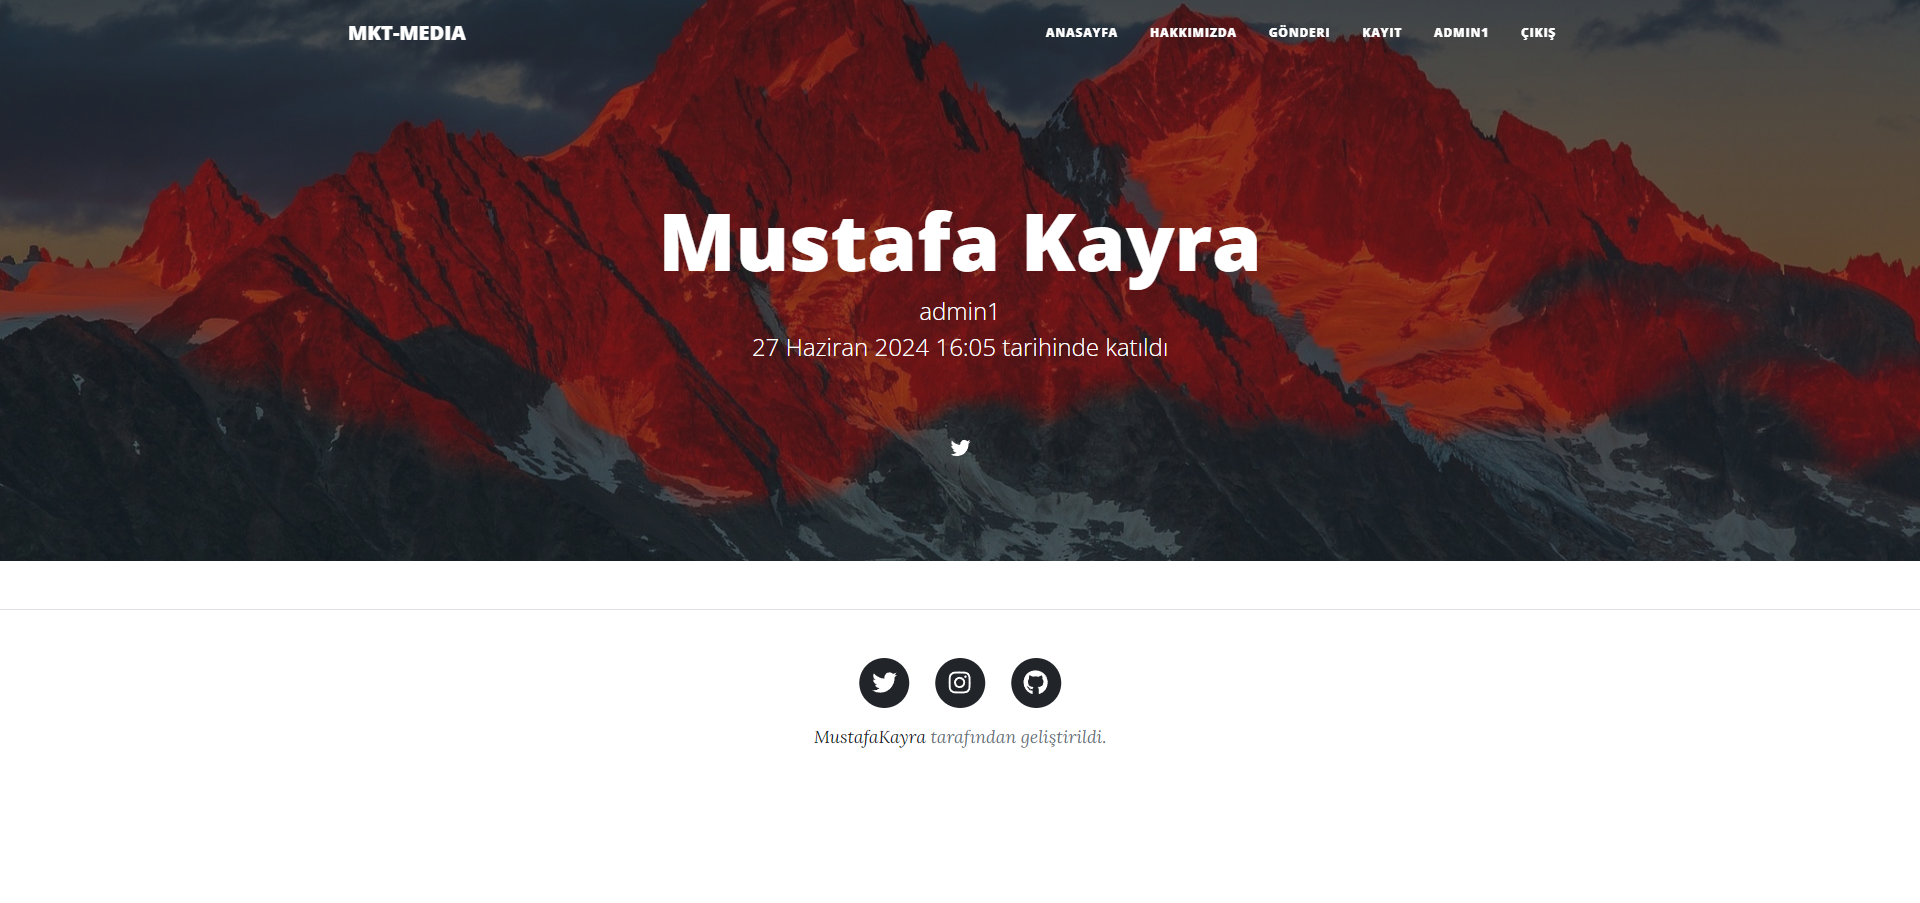 MKT-MEDIA
ANASAYFA HAKKIMIZDA GÖNDERI KAYIT ADMIN1 ÇIKIŞ
Mustafa Kayra
admin1
27 Haziran 2024 16:05 tarihinde katıldı
MustafaKayra tarafından geliştirildi.